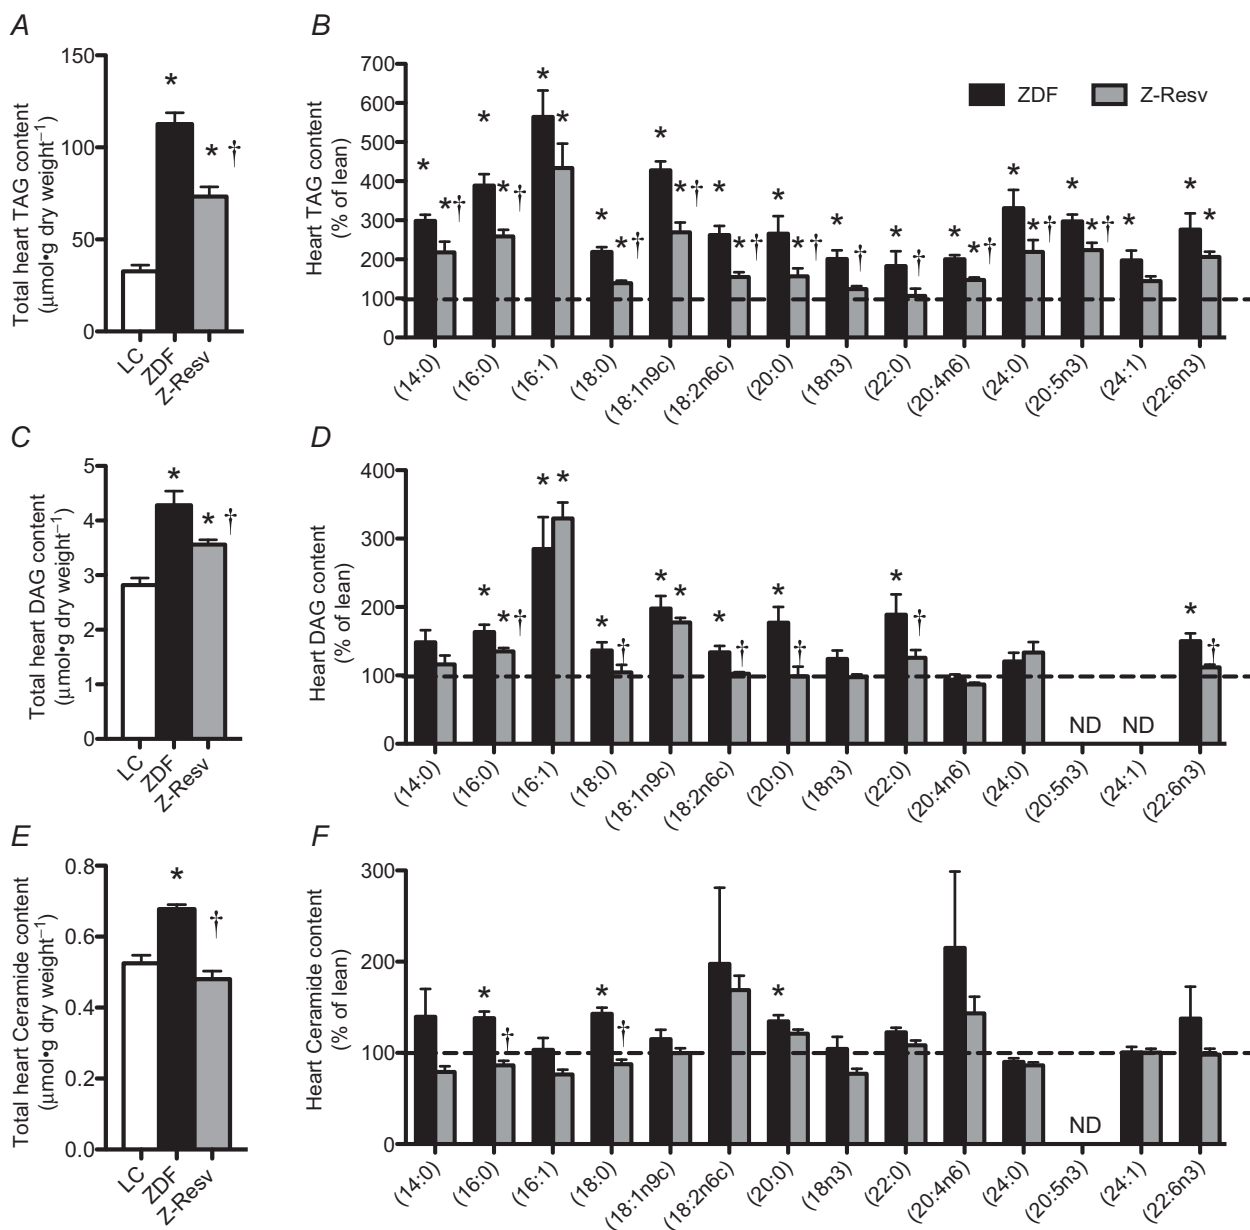 A
Total heart TAG content
(μmol•g dry weight⁻¹)
150
100
50
0
*
* †
LC
ZDF
Z-Resv
B
Heart TAG content
(% of lean)
700
600
500
400
300
200
100
0
ZDF
Z-Resv
* *† * *† * * * *† * *† * *† * *† * † * † * *† * *† * *† * * *
(14:0)
(16:0)
(16:1)
(18:0)
(18:1n9c)
(18:2n6c)
(20:0)
(18n3)
(22:0)
(20:4n6)
(24:0)
(20:5n3)
(24:1)
(22:6n3)
C
Total heart DAG content
(μmol•g dry weight⁻¹)
5
4
3
2
1
0
*
* †
LC
ZDF
Z-Resv
D
Heart DAG content
(% of lean)
400
300
200
100
0
* *† * * * † * * * † * † * † * †
ND
ND
(14:0)
(16:0)
(16:1)
(18:0)
(18:1n9c)
(18:2n6c)
(20:0)
(18n3)
(22:0)
(20:4n6)
(24:0)
(20:5n3)
(24:1)
(22:6n3)
E
Total heart Ceramide content
(μmol•g dry weight⁻¹)
0.8
0.6
0.4
0.2
0.0
*
†
LC
ZDF
Z-Resv
F
Heart Ceramide content
(% of lean)
300
200
100
0
* † * † *
ND
(14:0)
(16:0)
(16:1)
(18:0)
(18:1n9c)
(18:2n6c)
(20:0)
(18n3)
(22:0)
(20:4n6)
(24:0)
(20:5n3)
(24:1)
(22:6n3)